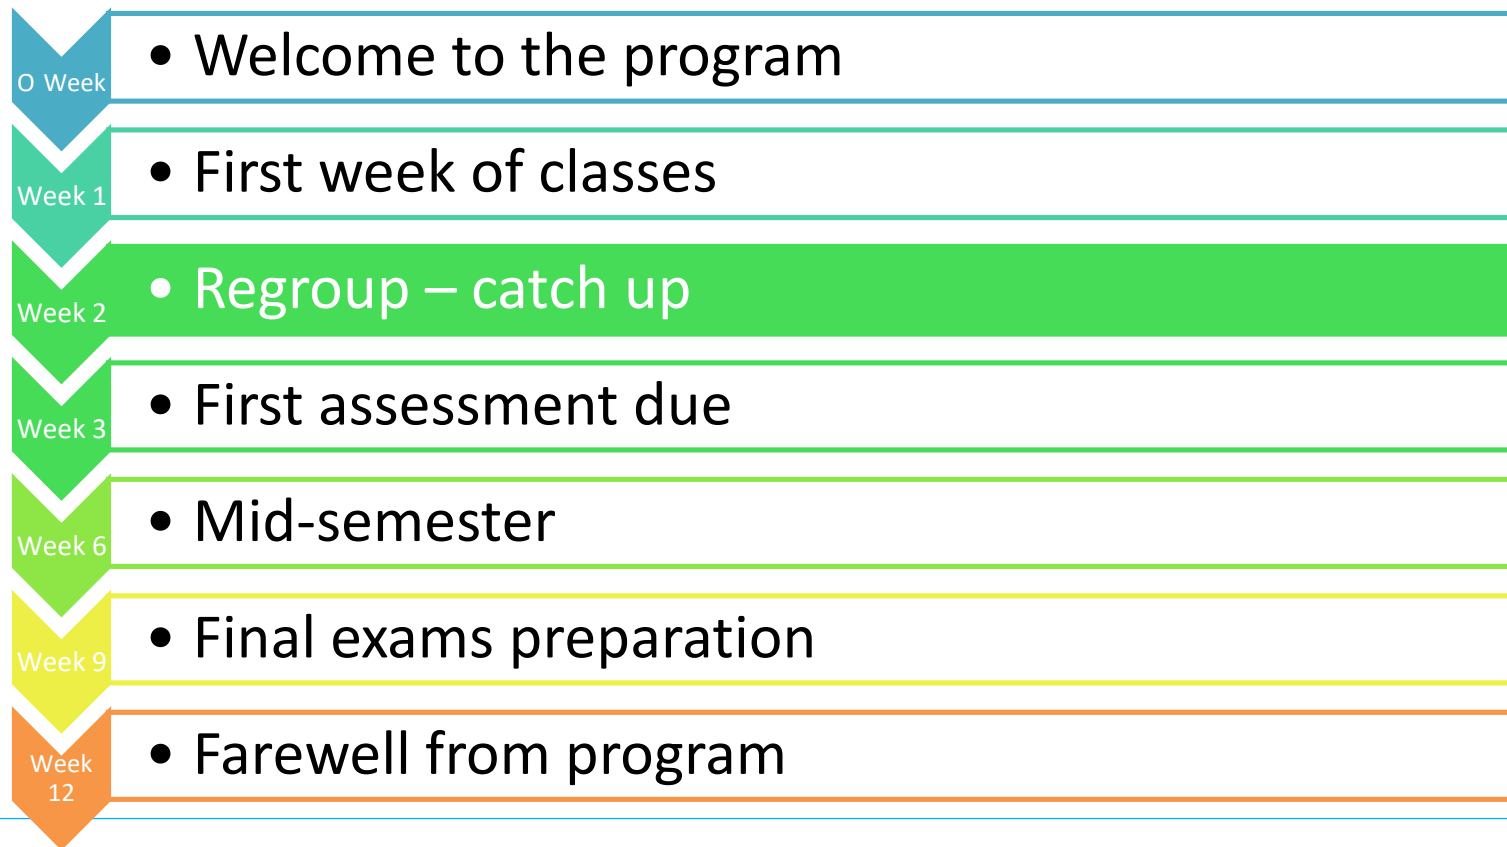 O Week
• Welcome to the program
Week 1
• First week of classes
Week 2
• Regroup – catch up
Week 3
• First assessment due
Week 6
• Mid-semester
Week 9
• Final exams preparation
Week
12
• Farewell from program